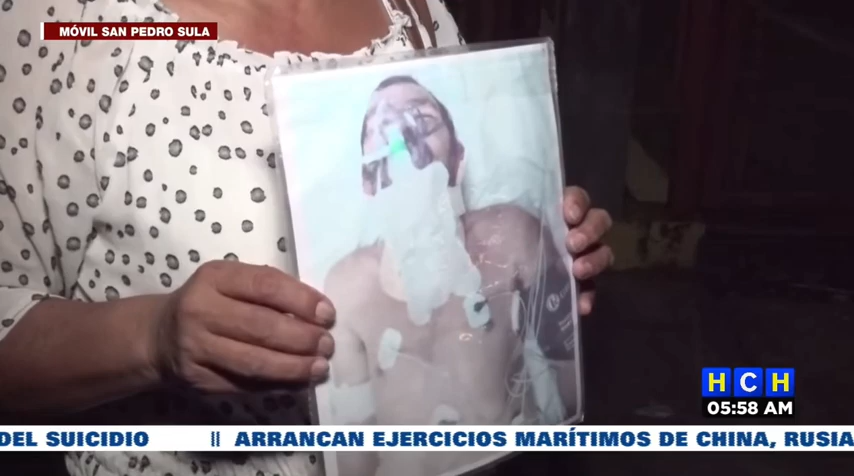 MÓVIL SAN PEDRO SULA
HCH
05:58 AM
DEL SUICIDIO || ARRANCAN EJERCICIOS MARÍTIMOS DE CHINA, RUSIA